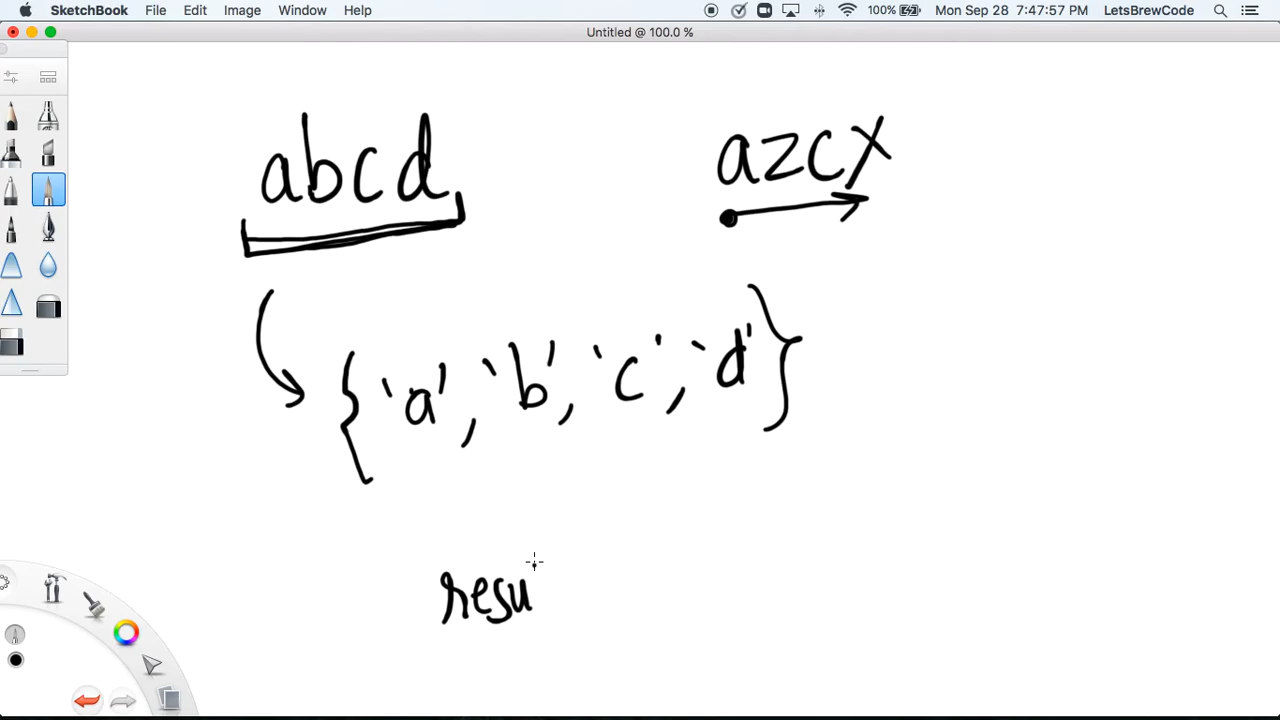 SketchBook File Edit Image Window Help 100% Mon Sep 28 7:47:57 PM LetsBrewCode
Untitled @ 100.0 %
abcd azcx
{'a', 'b', 'c', 'd'}
resu